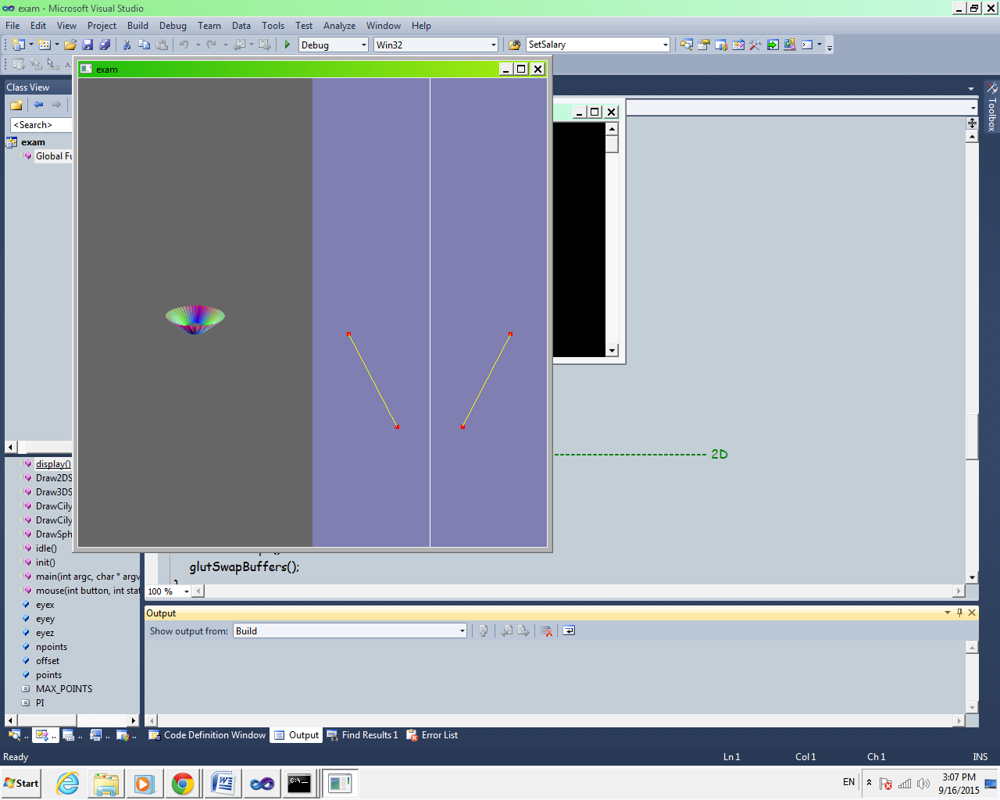 exam - Microsoft Visual Studio
File Edit View Project Build Debug Team Data Tools Test Analyze Window Help
Debug Win32 SetSalary
exam
Class View
Toolbox
<Search>
exam
Global Fu
2D
display()
Draw2DS
Draw3DS
DrawCily
DrawCily
DrawSph
idle()
init()
main(int argc, char * argv
mouse(int button, int stat
eyex
eyey
eyez
npoints
offset
points
MAX_POINTS
PI
glutSwapBuffers();
}
100 %
Output
Show output from: Build
Code Definition Window Output Find Results 1 Error List
Ready Ln 1 Col 1 Ch 1 INS
Start EN 3:07 PM
9/16/2015